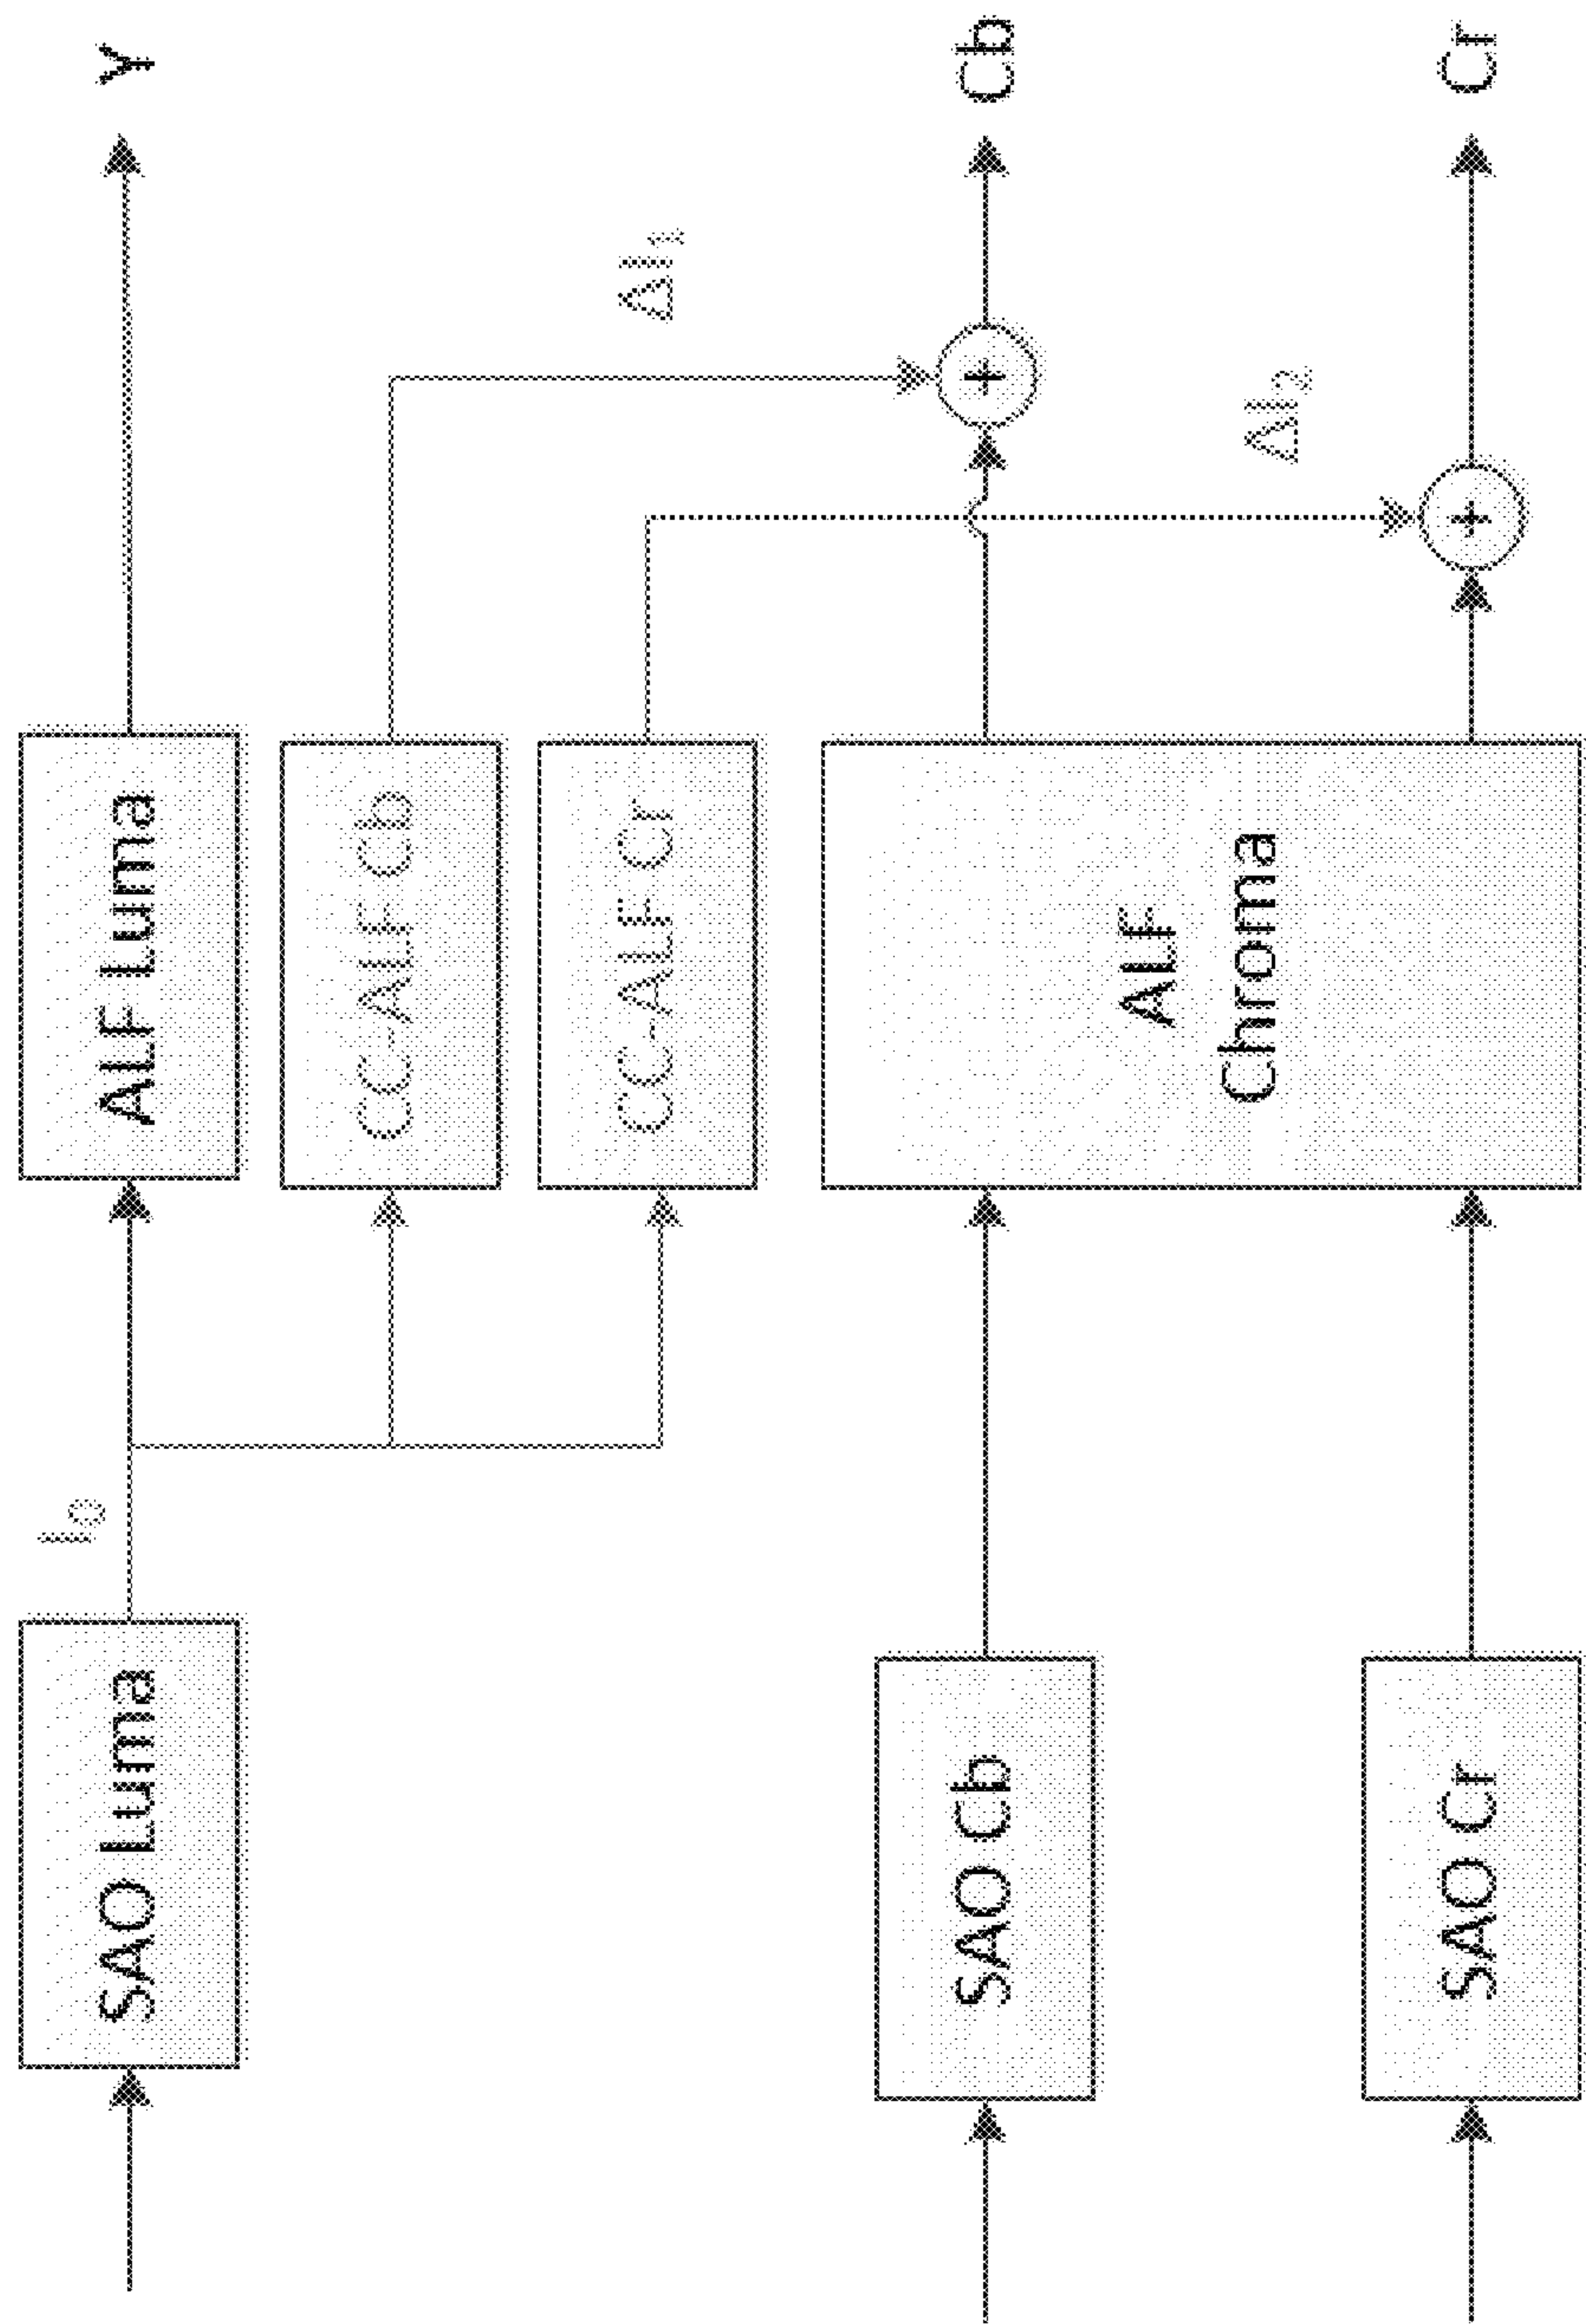 SAO Luma
I₀
ALF Luma
Y
CC-ALF Cb
ΔI₁
CC-ALF Cr
SAO Cb
ALF
Chroma
+
Cb
ΔI₂
SAO Cr
+
Cr